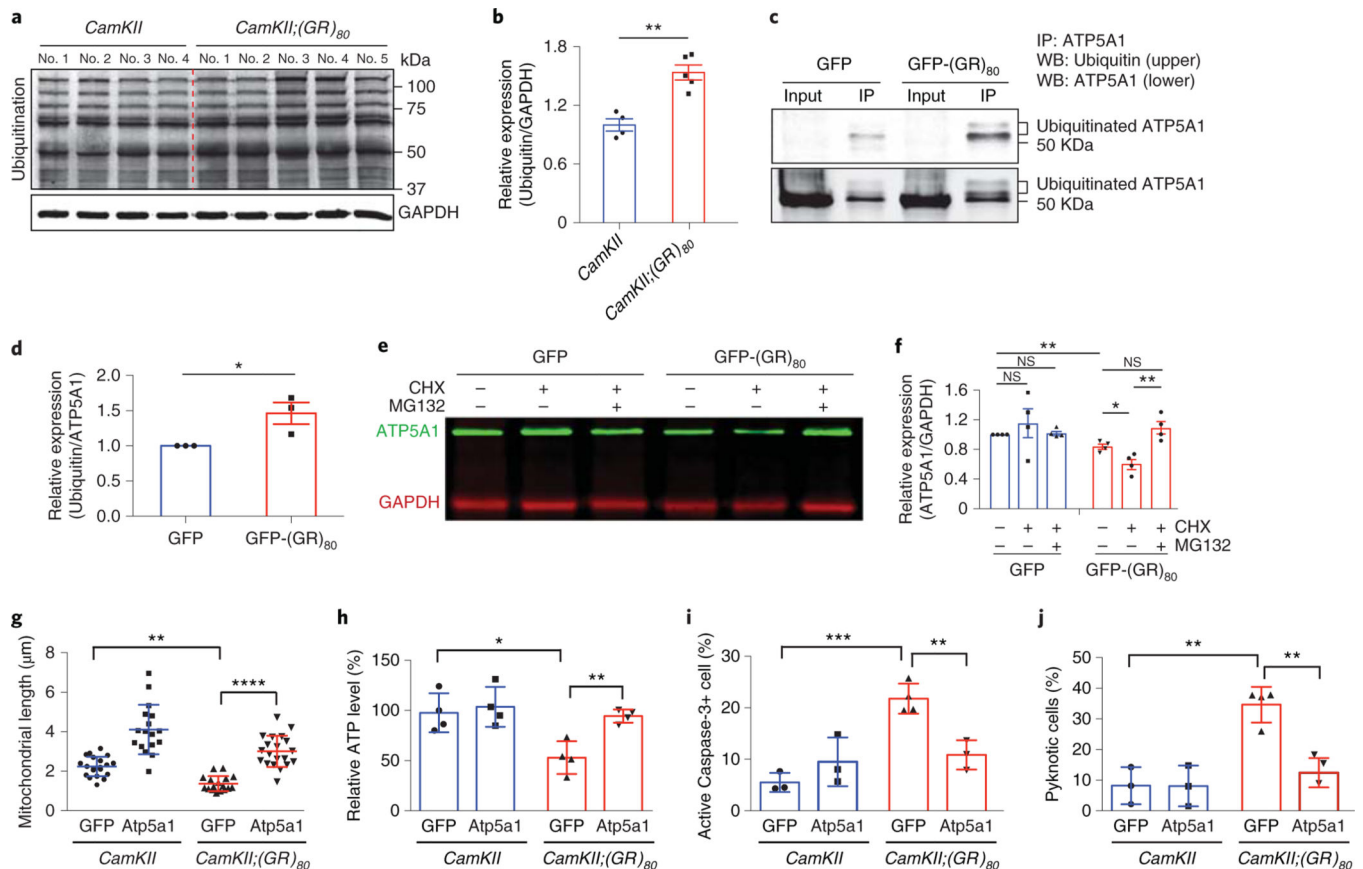 a
CamKII CamKII;(GR)80
No. 1 No. 2 No. 3 No. 4 No. 1 No. 2 No. 3 No. 4 No. 5 kDa
Ubiquitination
100
75
50
37
GAPDH
b
**
Relative expression
(Ubiquitin/GAPDH)
1.8
1.2
0.6
0
CamKII
CamKII;(GR)80
c
IP: ATP5A1
WB: Ubiquitin (upper)
WB: ATP5A1 (lower)
GFP GFP-(GR)80
Input IP Input IP
Ubiquitinated ATP5A1
50 KDa
Ubiquitinated ATP5A1
50 KDa
d
*
Relative expression
(Ubiquitin/ATP5A1)
2.0
1.5
1.0
0.5
0
GFP GFP-(GR)80
e
GFP GFP-(GR)80
– + + CHX – + +
– – + MG132 – – +
ATP5A1
GAPDH
f
**
NS NS
NS **
*
Relative expression
(ATP5A1/GAPDH)
1.6
1.2
0.8
0.4
0
– + + – + + CHX
– – + – – + MG132
GFP GFP-(GR)80
g
**
****
Mitochondrial length (µm)
8
6
4
2
0
GFP Atp5a1 GFP Atp5a1
CamKII CamKII;(GR)80
h
*
**
Relative ATP level (%)
150
100
50
0
GFP Atp5a1 GFP Atp5a1
CamKII CamKII;(GR)80
i
*** **
Active Caspase-3+ cell (%)
30
20
10
0
GFP Atp5a1 GFP Atp5a1
CamKII CamKII;(GR)80
j
** **
Pyknotic cells (%)
50
40
30
20
10
0
GFP Atp5a1 GFP Atp5a1
CamKII CamKII;(GR)80